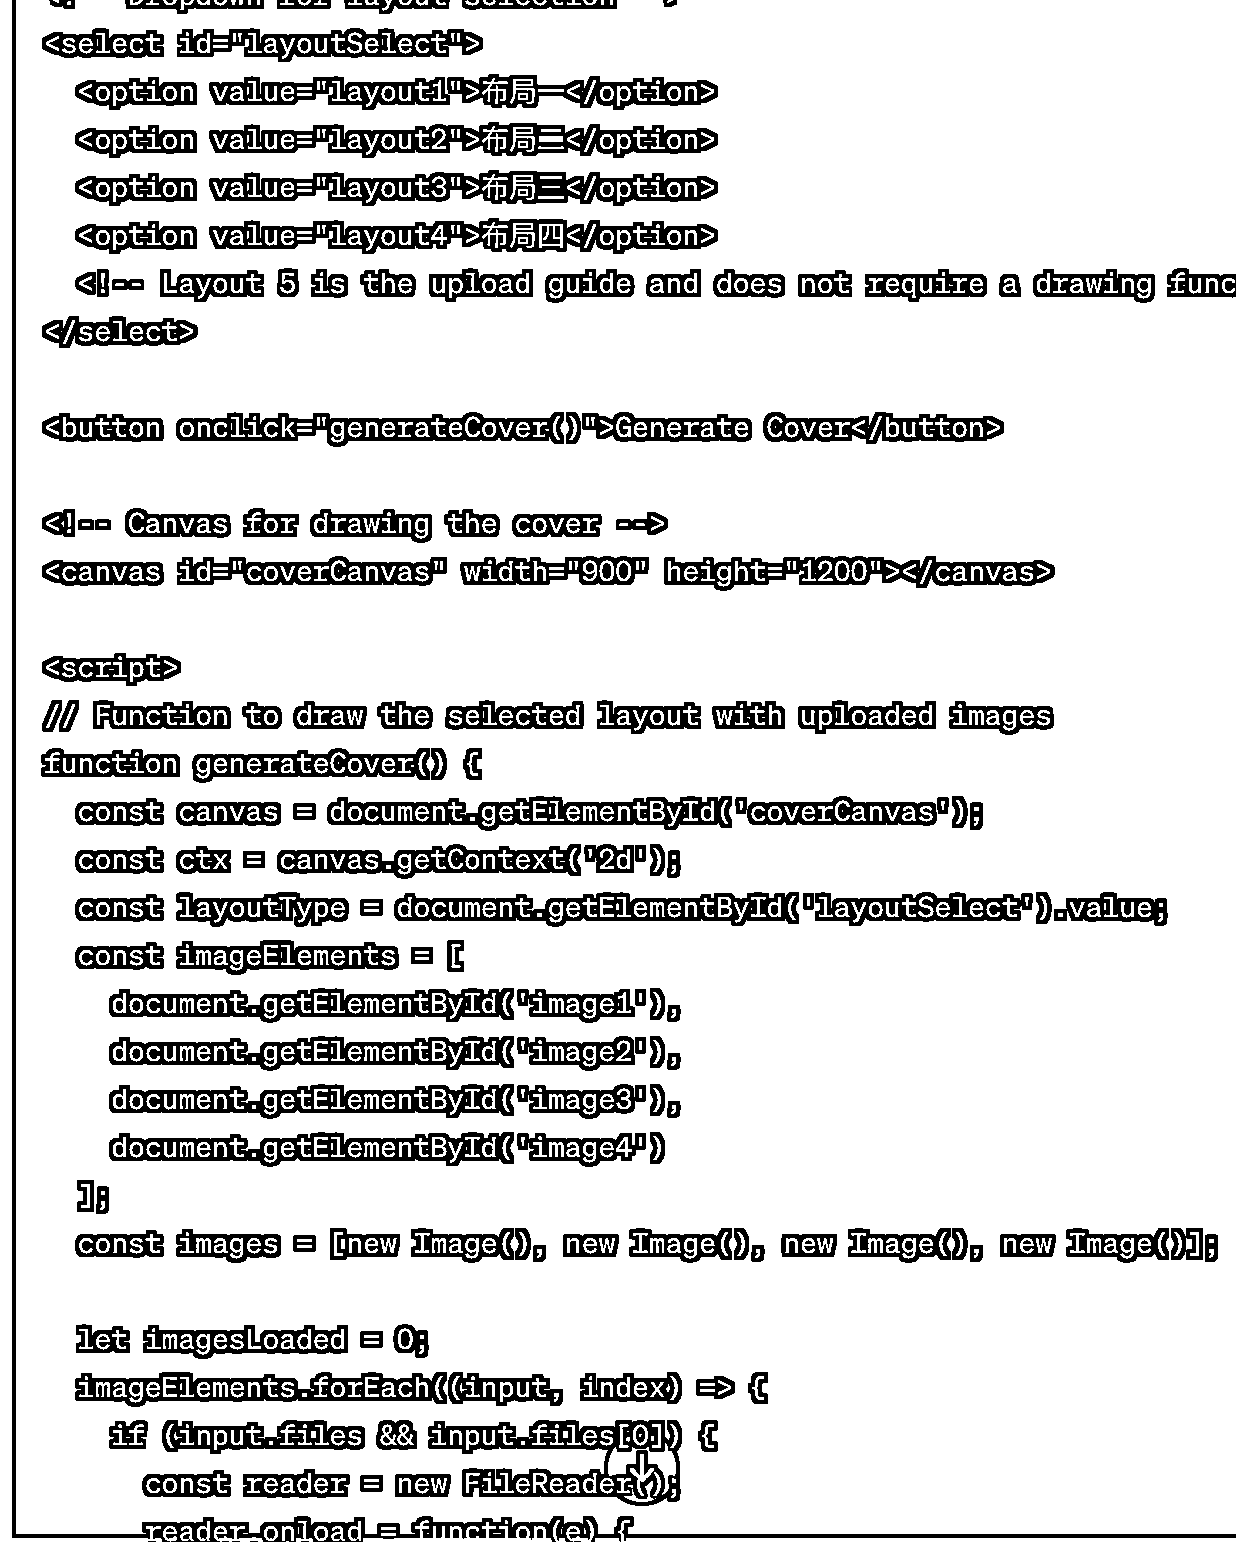 <!-- Dropdown for layout selection -->
<select id="layoutSelect">
  <option value="layout1">布局一</option>
  <option value="layout2">布局二</option>
  <option value="layout3">布局三</option>
  <option value="layout4">布局四</option>
  <!-- Layout 5 is the upload guide and does not require a drawing func
</select>

<button onclick="generateCover()">Generate Cover</button>

<!-- Canvas for drawing the cover -->
<canvas id="coverCanvas" width="900" height="1200"></canvas>

<script>
// Function to draw the selected layout with uploaded images
function generateCover() {
  const canvas = document.getElementById('coverCanvas');
  const ctx = canvas.getContext('2d');
  const layoutType = document.getElementById('layoutSelect').value;
  const imageElements = [
    document.getElementById('image1'),
    document.getElementById('image2'),
    document.getElementById('image3'),
    document.getElementById('image4')
  ];
  const images = [new Image(), new Image(), new Image(), new Image()];

  let imagesLoaded = 0;
  imageElements.forEach((input, index) => {
    if (input.files && input.files[0]) {
      const reader = new FileReader();
      reader.onload = function(e) {